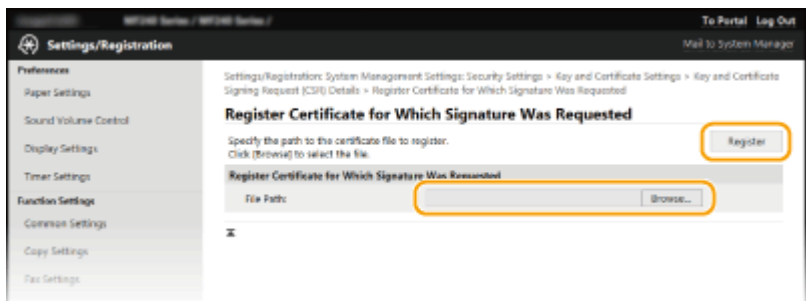 MF240 Series / MF240 Series /
To Portal Log Out
Settings/Registration
Mail to System Manager
Preferences
Paper Settings
Sound Volume Control
Display Settings
Timer Settings
Function Settings
Common Settings
Copy Settings
Fax Settings
Settings/Registration: System Management Settings: Security Settings > Key and Certificate Settings > Key and Certificate
Signing Request (CSR) Details > Register Certificate for Which Signature Was Requested
Register Certificate for Which Signature Was Requested
Specify the path to the certificate file to register.
Click [Browse] to select the file.
Register
Register Certificate for Which Signature Was Requested
File Path:
Browse...